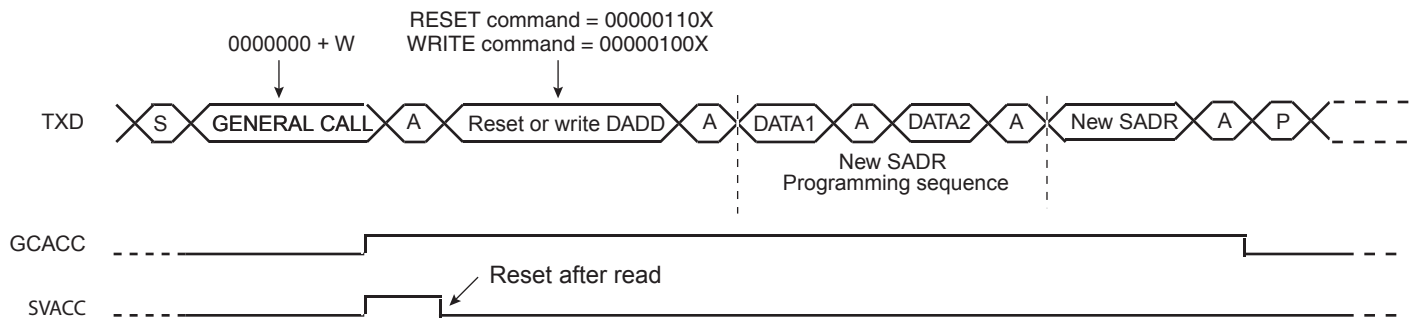 RESET command = 00000110X
0000000 + W
WRITE command = 00000100X
TXD
S
GENERAL CALL
A
Reset or write DADD
A
DATA1
A
DATA2
A
New SADR
A
P
New SADR
Programming sequence
GCACC
Reset after read
SVACC